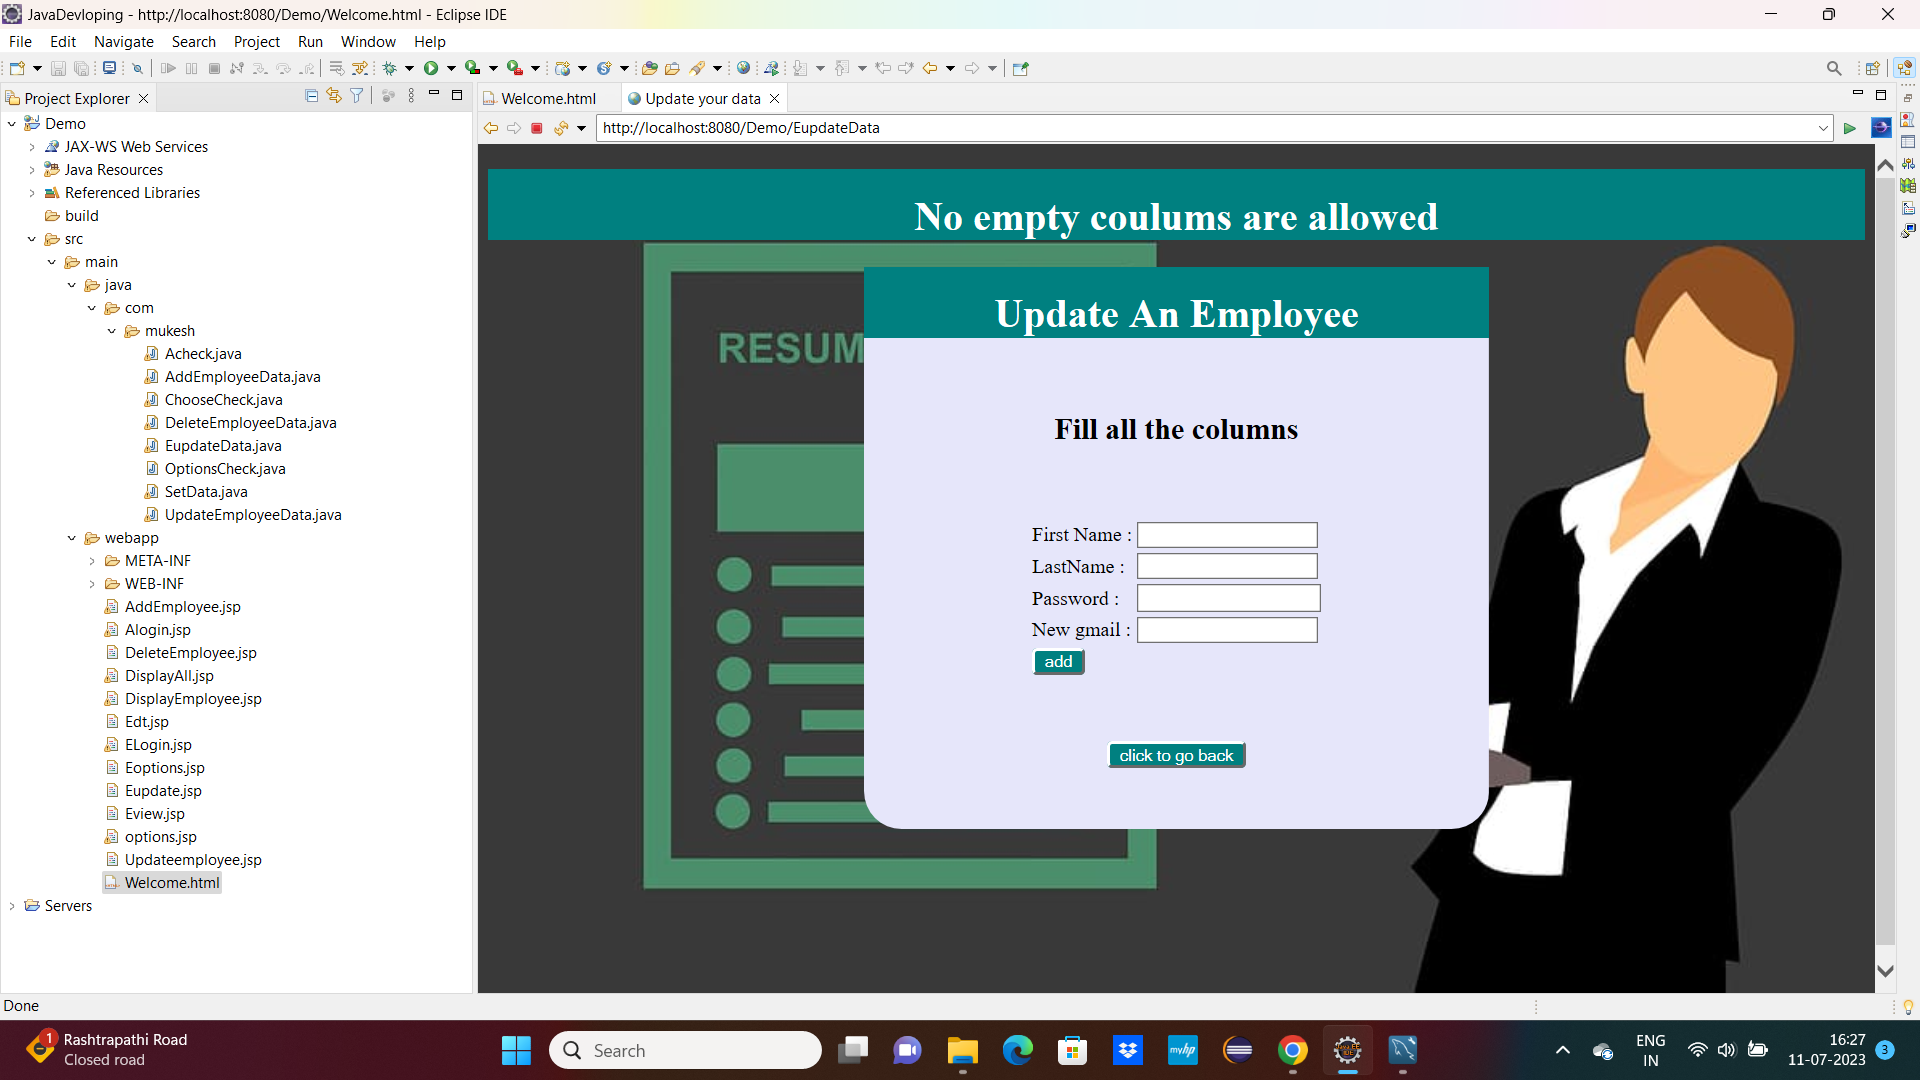 JavaDevloping - http://localhost:8080/Demo/Welcome.html - Eclipse IDE
File Edit Navigate Search Project Run Window Help
Project Explorer
Welcome.html
Update your data
http://localhost:8080/Demo/EupdateData
Demo
JAX-WS Web Services
Java Resources
Referenced Libraries
build
src
main
java
com
mukesh
Acheck.java
AddEmployeeData.java
ChooseCheck.java
DeleteEmployeeData.java
EupdateData.java
OptionsCheck.java
SetData.java
UpdateEmployeeData.java
webapp
META-INF
WEB-INF
AddEmployee.jsp
Alogin.jsp
DeleteEmployee.jsp
DisplayAll.jsp
DisplayEmployee.jsp
Edt.jsp
ELogin.jsp
Eoptions.jsp
Eupdate.jsp
Eview.jsp
options.jsp
Updateemployee.jsp
Welcome.html
Servers
No empty coulums are allowed
RESUM
Update An Employee
Fill all the columns
First Name :
LastName :
Password :
New gmail :
add
click to go back
Done
1
Rashtrapathi Road
Closed road
Search
myhp
ENG
IN
16:27
11-07-2023
3